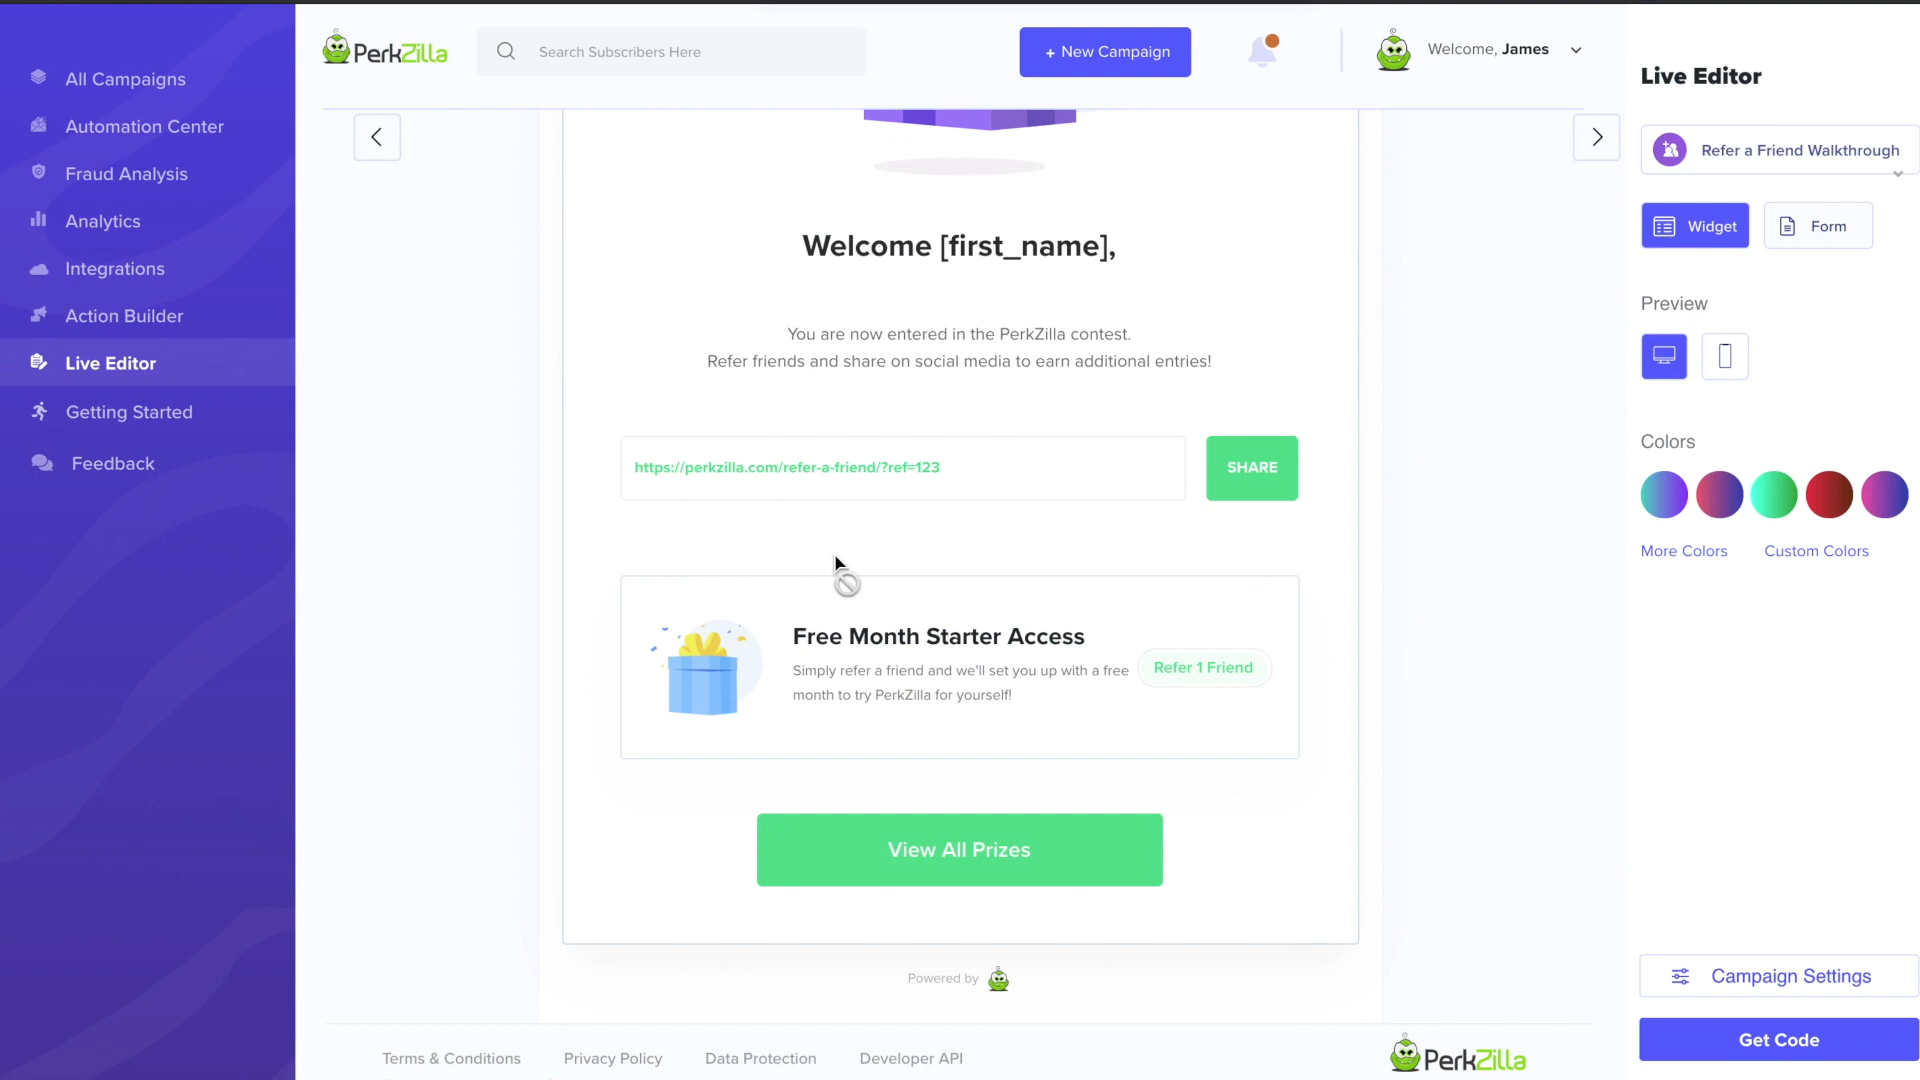 All Campaigns
Automation Center
Fraud Analysis
Analytics
Integrations
Action Builder
Live Editor
Getting Started
Feedback
PerkZilla
Search Subscribers Here
+ New Campaign
Welcome, James
Welcome [first_name],
You are now entered in the PerkZilla contest.
Refer friends and share on social media to earn additional entries!
https://perkzilla.com/refer-a-friend/?ref=123
SHARE
Free Month Starter Access
Simply refer a friend and we'll set you up with a free
month to try PerkZilla for yourself!
Refer 1 Friend
View All Prizes
Powered by
Terms & Conditions
Privacy Policy
Data Protection
Developer API
PerkZilla
Live Editor
Refer a Friend Walkthrough
Widget
Form
Preview
Colors
More Colors
Custom Colors
Campaign Settings
Get Code